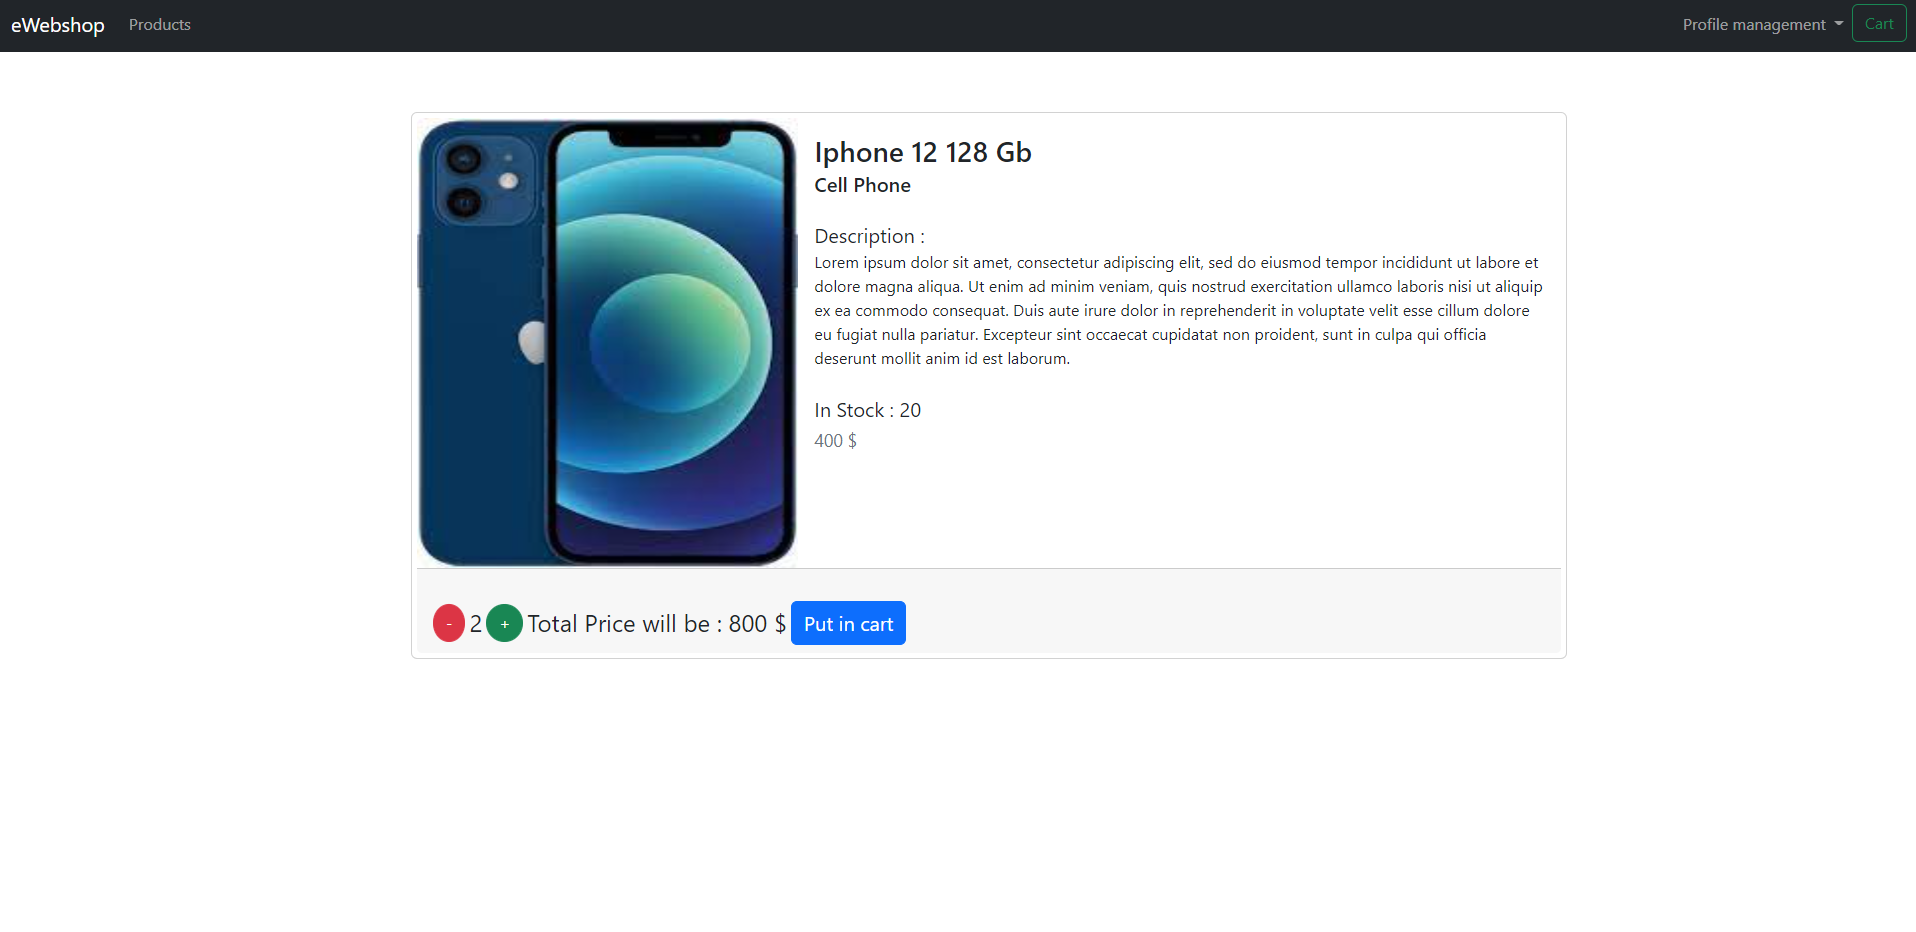 eWebshop Products Profile management Cart
Iphone 12 128 Gb
Cell Phone
Description :
Lorem ipsum dolor sit amet, consectetur adipiscing elit, sed do eiusmod tempor incididunt ut labore et
dolore magna aliqua. Ut enim ad minim veniam, quis nostrud exercitation ullamco laboris nisi ut aliquip
ex ea commodo consequat. Duis aute irure dolor in reprehenderit in voluptate velit esse cillum dolore
eu fugiat nulla pariatur. Excepteur sint occaecat cupidatat non proident, sunt in culpa qui officia
deserunt mollit anim id est laborum.
In Stock : 20
400 $
- 2 + Total Price will be : 800 $ Put in cart